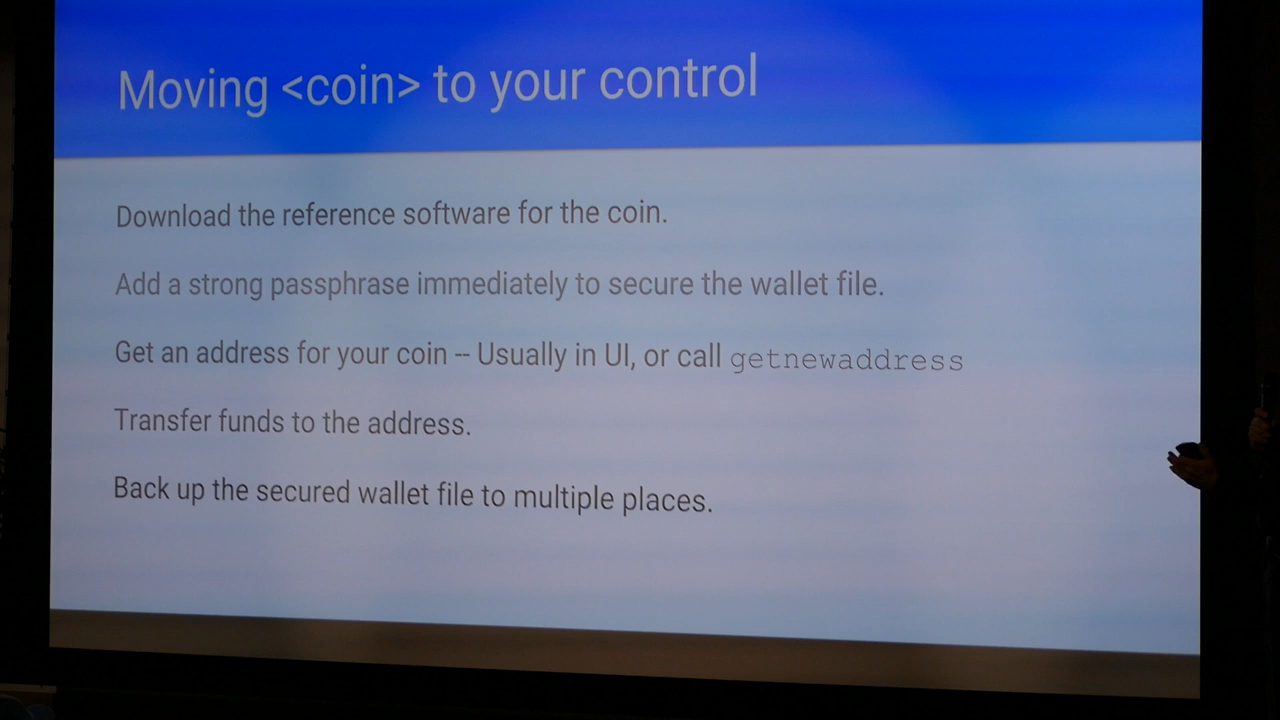 Moving <coin> to your control
Download the reference software for the coin.
Add a strong passphrase immediately to secure the wallet file.
Get an address for your coin -- Usually in UI, or call getnewaddress
Transfer funds to the address.
Back up the secured wallet file to multiple places.